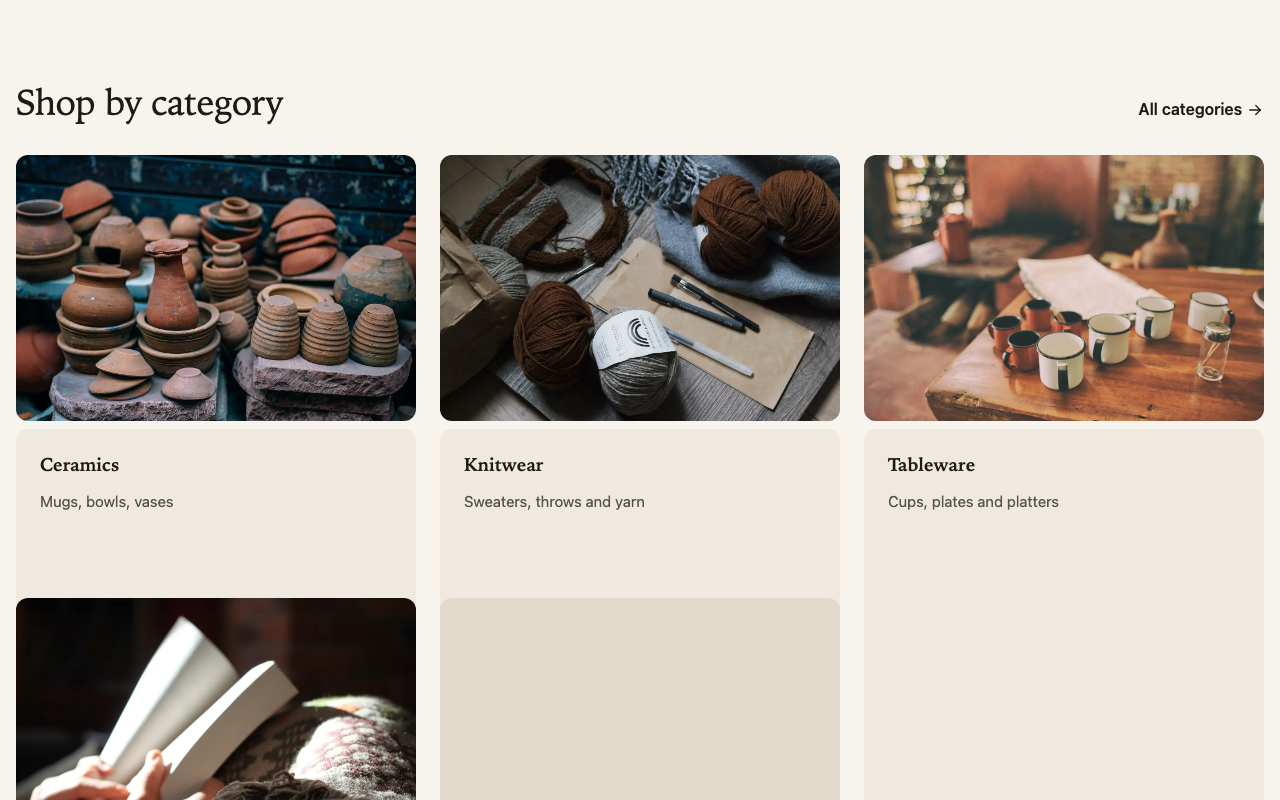 Shop by category
All categories →
Ceramics
Mugs, bowls, vases
Knitwear
Sweaters, throws and yarn
Tableware
Cups, plates and platters